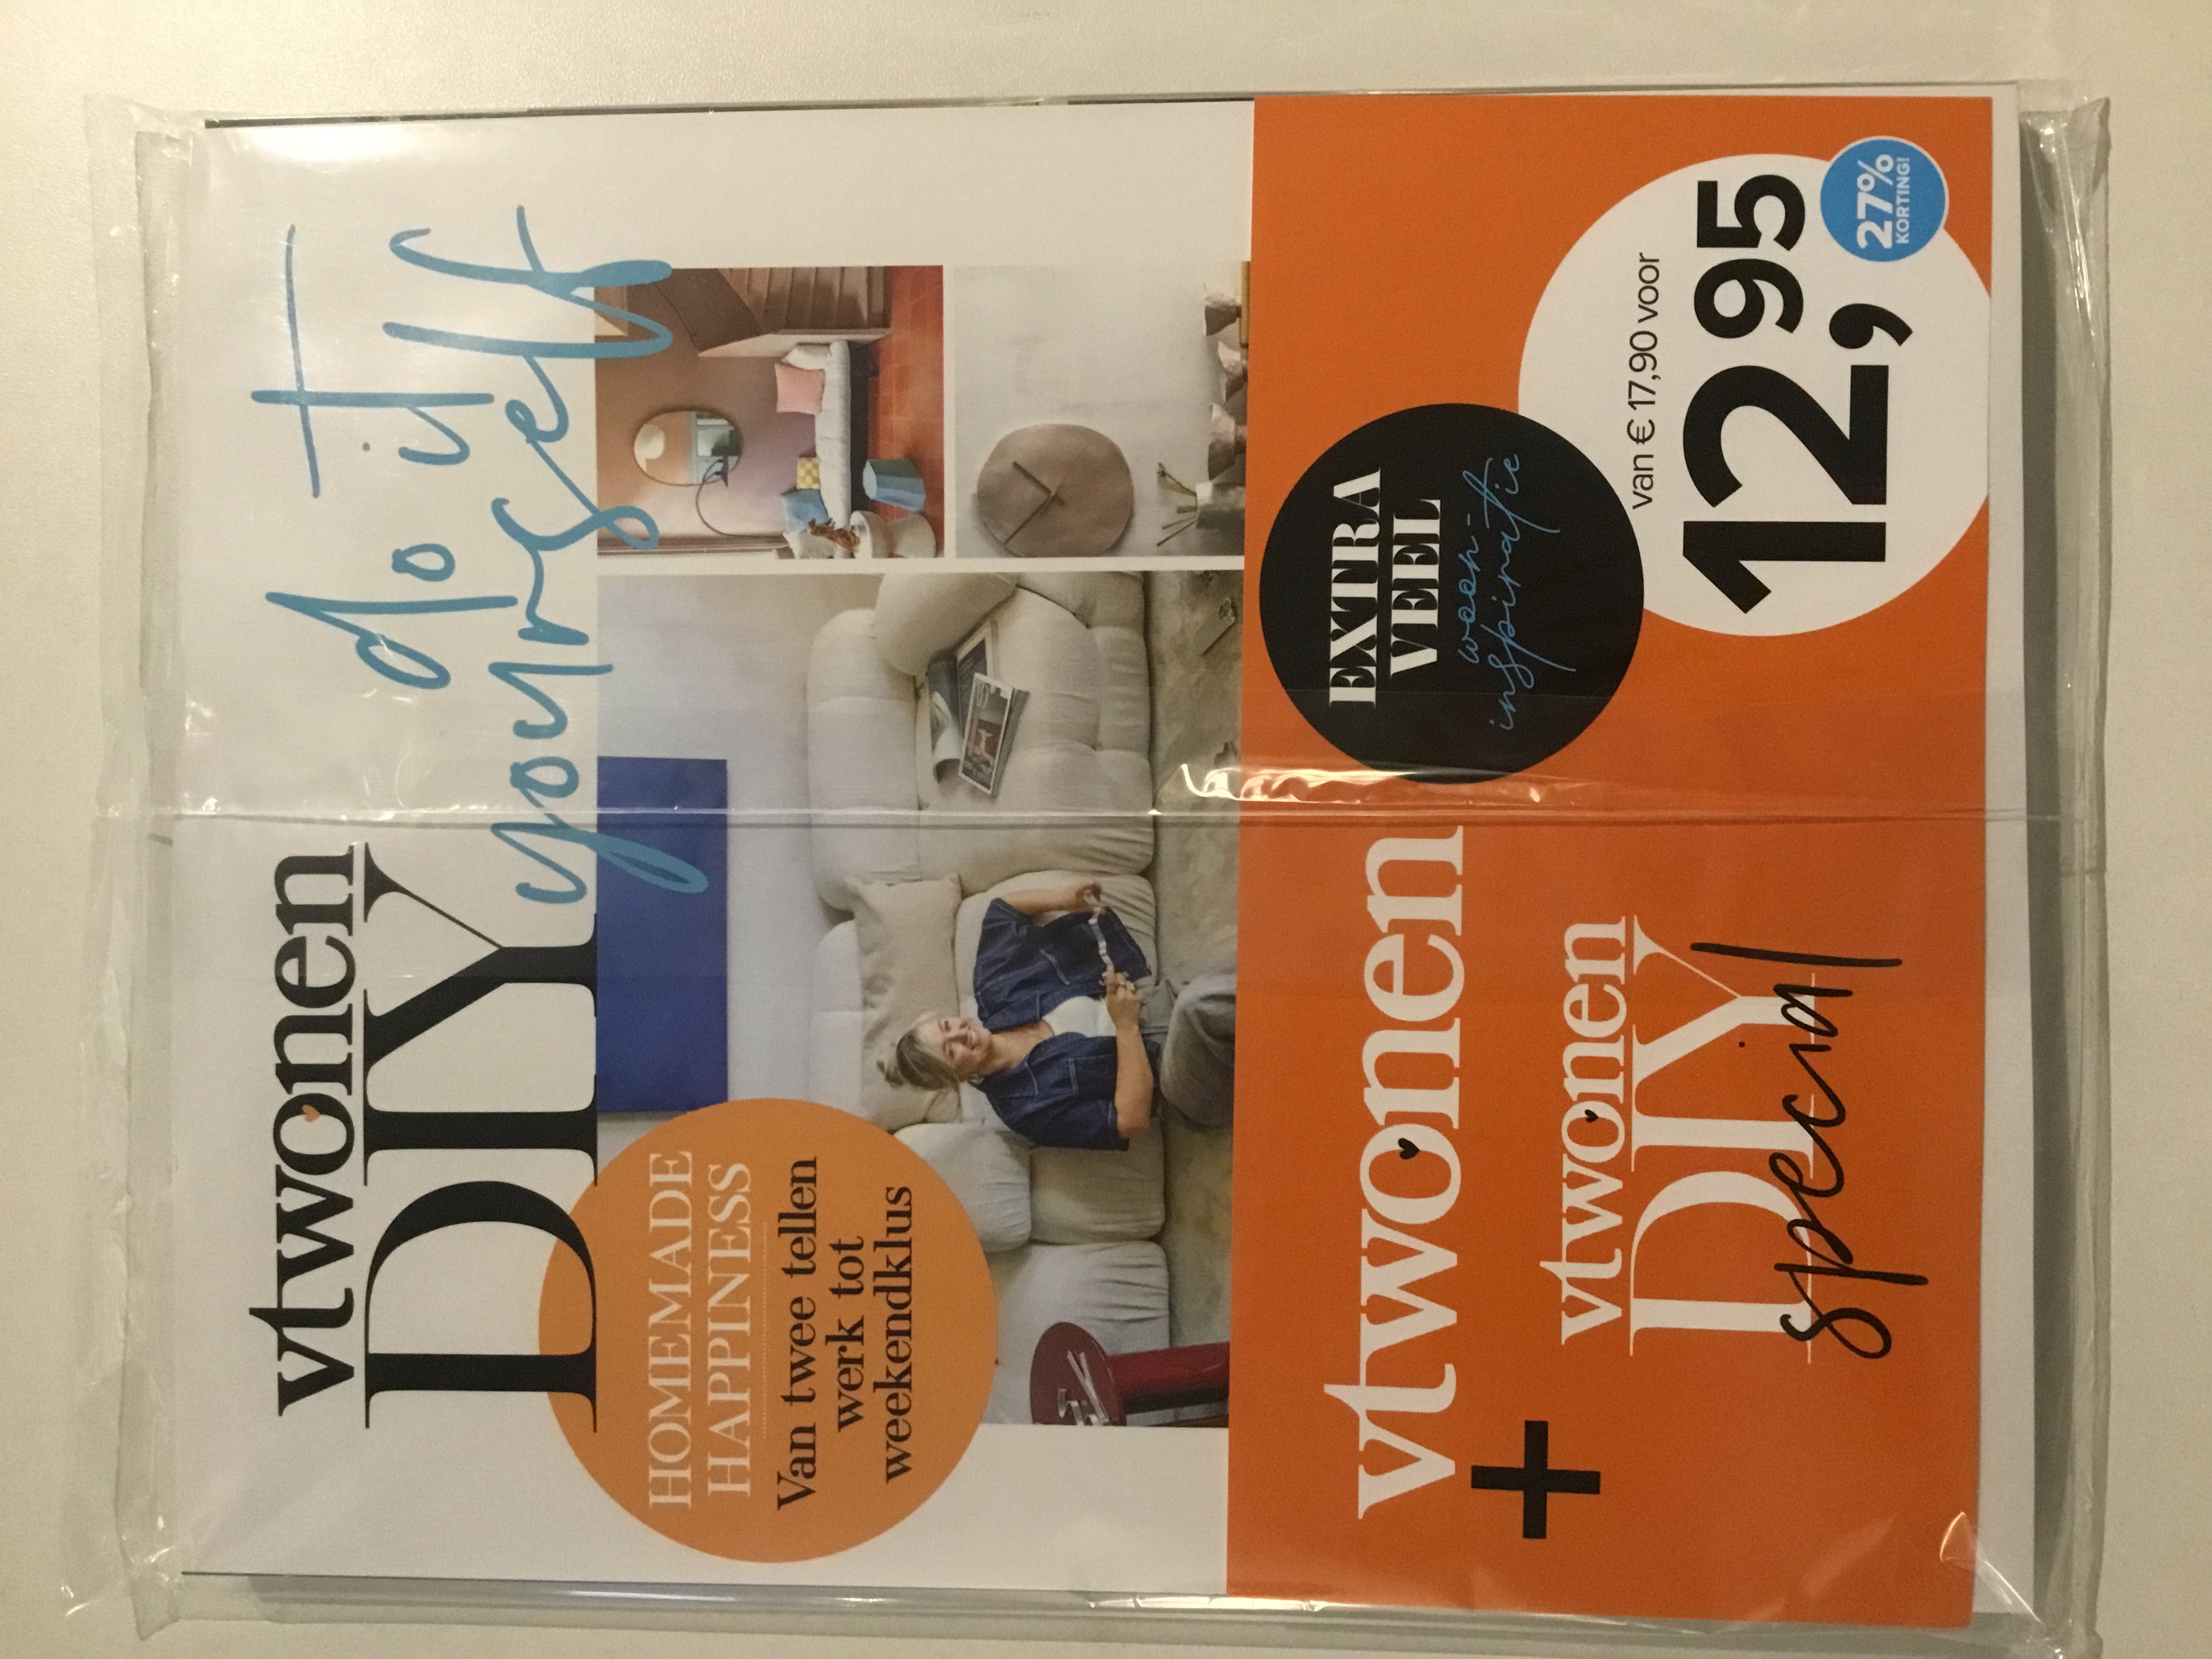 vtwonen
DIY
do it
yourself
HOMEMADE
HAPPINESS
Van twee tellen
werk tot
weekendklus
vtwonen
+
vtwonen
DIY
special
EXTRA
VEEL
woon-
inspiratie
van € 17,90 voor
12,95
27%
KORTING!